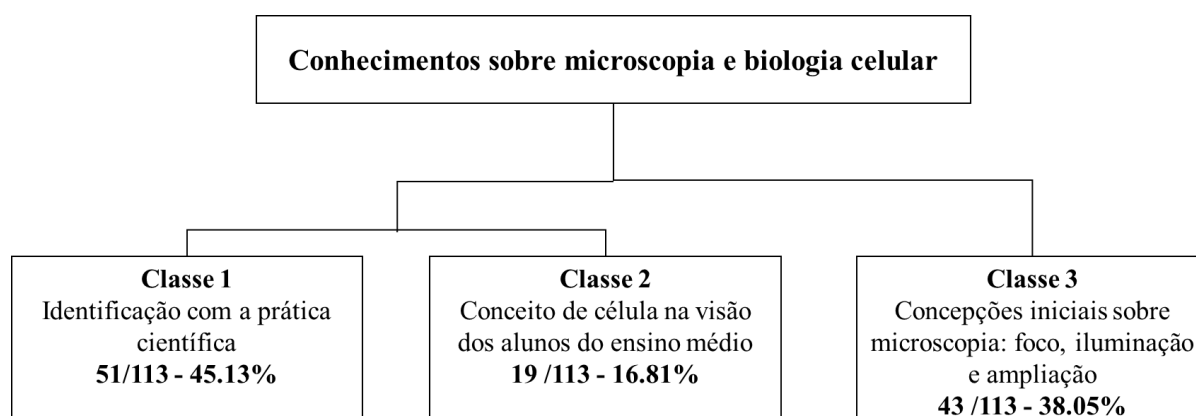 Conhecimentos sobre microscopia e biologia celular
Classe 1
Identificação com a prática
científica
51/113 - 45.13%
Classe 2
Conceito de célula na visão
dos alunos do ensino médio
19 /113 - 16.81%
Classe 3
Concepções iniciais sobre
microscopia: foco, iluminação
e ampliação
43 /113 - 38.05%